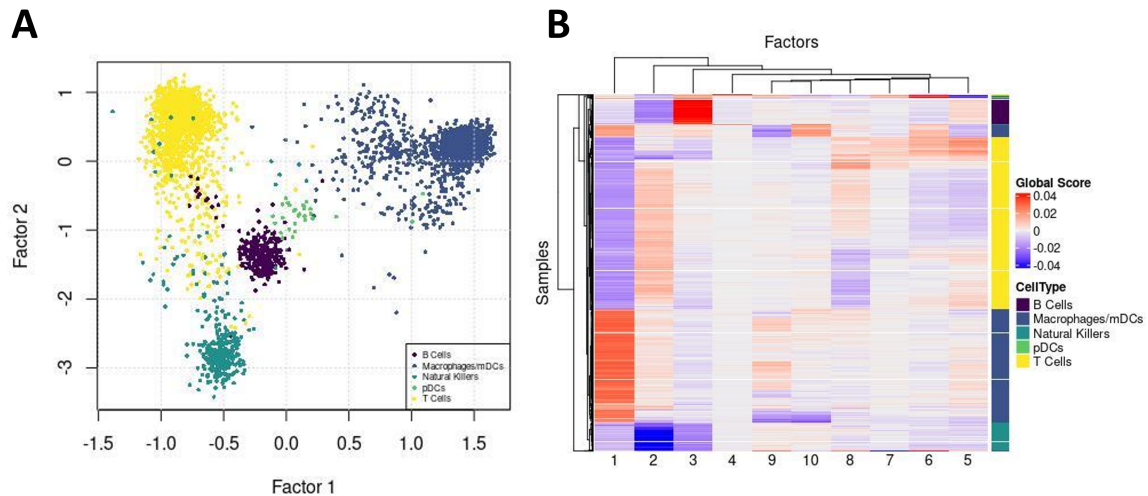 A
1
0
-1
-2
-3
Factor 2
-1.5
-1.0
-0.5
0.0
0.5
1.0
1.5
Factor 1
B Cells
Macrophages/mDCs
Natural Killers
pDCs
T Cells
B
Factors
Samples
1 2 3 4 9 10 8 7 6 5
Global Score
0.04
0.02
0
-0.02
-0.04
CellType
B Cells
Macrophages/mDCs
Natural Killers
pDCs
T Cells